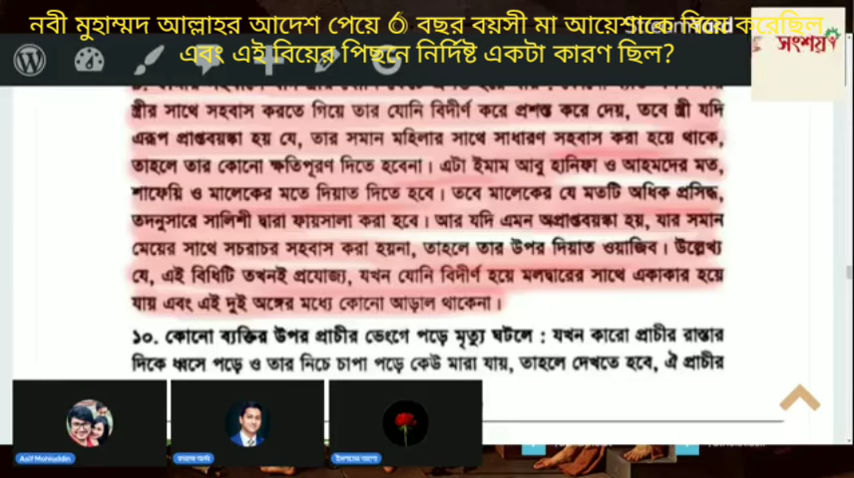 নবী মুহাম্মদ আল্লাহর আদেশ পেয়ে 6 বছর বয়সী মা আয়েশাকে বিয়ে করেছিল
এবং এই বিয়ের পিছনে নির্দিষ্ট একটা কারণ ছিল?
সংশয়
স্ত্রীর সাথে সহবাস করতে গিয়ে তার যোনি বিদীর্ণ করে প্রশস্ত করে দেয়, তবে স্ত্রী যদি
এরূপ প্রাপ্তবয়স্কা হয় যে, তার সমান মহিলার সাথে সাধারণ সহবাস করা হয়ে থাকে,
তাহলে তার কোনো ক্ষতিপূরণ দিতে হবেনা। এটা ইমাম আবু হানিফা ও আহমদের মত,
শাফেয়ি ও মালেকের মতে দিয়াত দিতে হবে। তবে মালেকের যে মতটি অধিক প্রসিদ্ধ,
তদনুসারে সালিশী দ্বারা ফায়সালা করা হবে। আর যদি এমন অপ্রাপ্তবয়স্কা হয়, যার সমান
মেয়ের সাথে সচরাচর সহবাস করা হয়না, তাহলে তার উপর দিয়াত ওয়াজিব। উল্লেখ্য
যে, এই বিধিটি তখনই প্রযোজ্য, যখন যোনি বিদীর্ণ হয়ে মলদ্বারের সাথে একাকার হয়ে
যায় এবং এই দুই অঙ্গের মধ্যে কোনো আড়াল থাকেনা।
১০. কোনো ব্যক্তির উপর প্রাচীর ভেংগে পড়ে মৃত্যু ঘটলে : যখন কারো প্রাচীর রাস্তার
দিকে ধ্বসে পড়ে ও তার নিচে চাপা পড়ে কেউ মারা যায়, তাহলে দেখতে হবে, ঐ প্রাচীর
Asif Mohiuddin